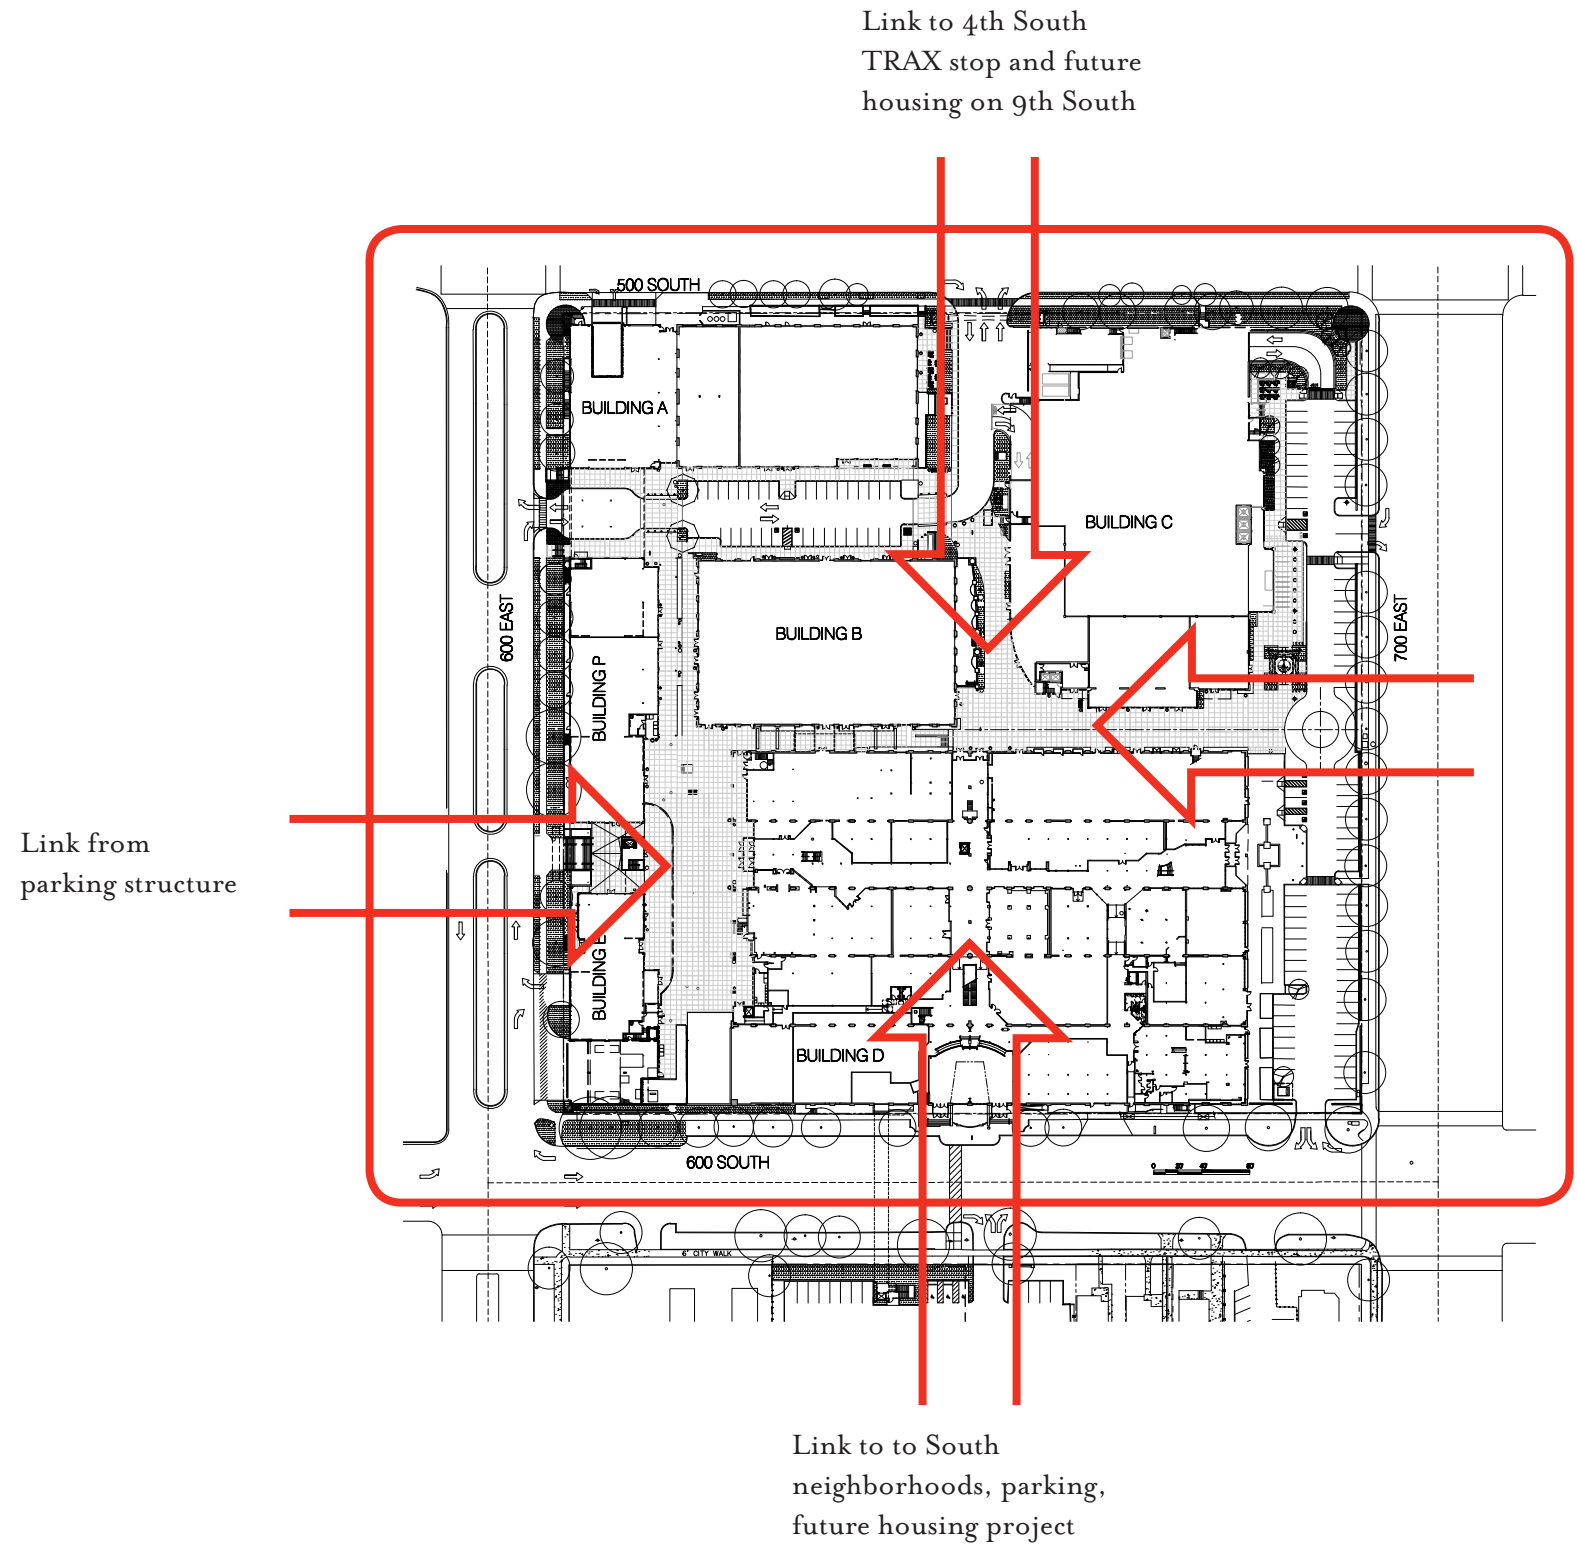 Link to 4th South
TRAX stop and future
housing on 9th South
500 SOUTH
BUILDING A
BUILDING C
BUILDING B
600 EAST
700 EAST
BUILDING P
Link from
parking structure
BUILDING E
BUILDING D
600 SOUTH
6' CITY WALK
Link to to South
neighborhoods, parking,
future housing project